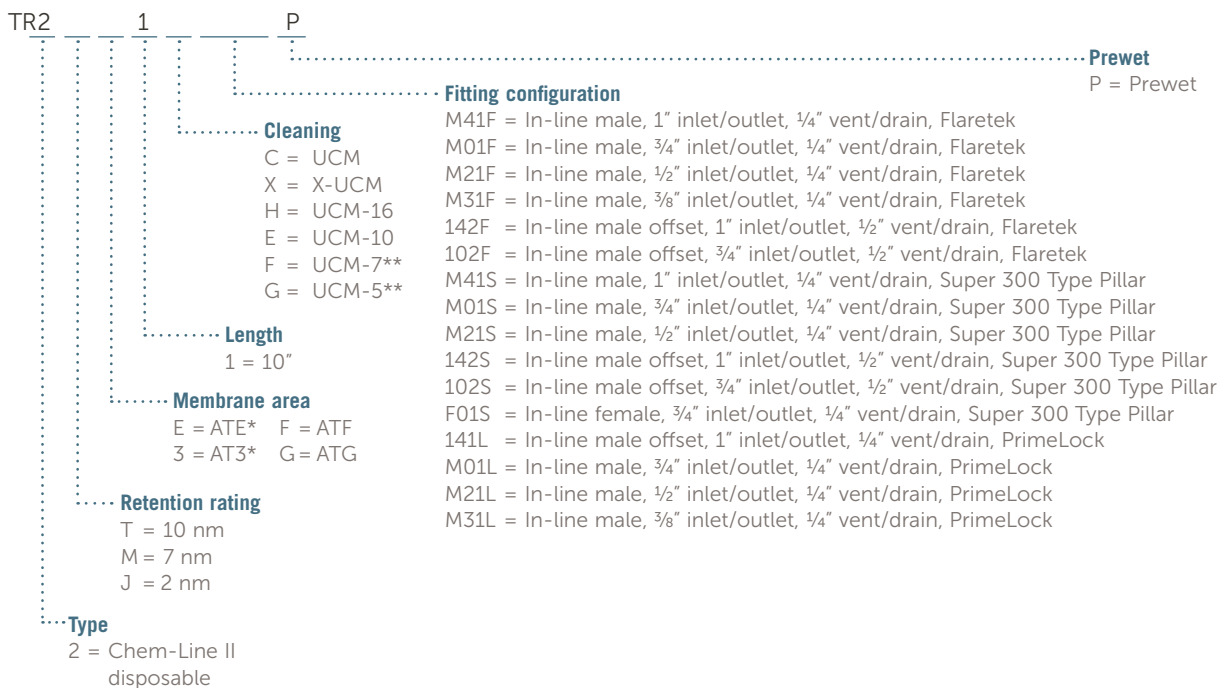 TR2 1 P
Prewet
P = Prewet
Fitting configuration
M41F = In-line male, 1” inlet/outlet, ¼” vent/drain, Flaretek
M01F = In-line male, ¾” inlet/outlet, ¼” vent/drain, Flaretek
M21F = In-line male, ½” inlet/outlet, ¼” vent/drain, Flaretek
M31F = In-line male, ⅜” inlet/outlet, ¼” vent/drain, Flaretek
142F = In-line male offset, 1” inlet/outlet, ½” vent/drain, Flaretek
102F = In-line male offset, ¾” inlet/outlet, ½” vent/drain, Flaretek
M41S = In-line male, 1” inlet/outlet, ¼” vent/drain, Super 300 Type Pillar
M01S = In-line male, ¾” inlet/outlet, ¼” vent/drain, Super 300 Type Pillar
M21S = In-line male, ½” inlet/outlet, ¼” vent/drain, Super 300 Type Pillar
142S = In-line male offset, 1” inlet/outlet, ½” vent/drain, Super 300 Type Pillar
102S = In-line male offset, ¾” inlet/outlet, ½” vent/drain, Super 300 Type Pillar
F01S = In-line female, ¾” inlet/outlet, ¼” vent/drain, Super 300 Type Pillar
141L = In-line male offset, 1” inlet/outlet, ¼” vent/drain, PrimeLock
M01L = In-line male, ¾” inlet/outlet, ¼” vent/drain, PrimeLock
M21L = In-line male, ½” inlet/outlet, ¼” vent/drain, PrimeLock
M31L = In-line male, ⅜” inlet/outlet, ¼” vent/drain, PrimeLock
Cleaning
C = UCM
X = X-UCM
H = UCM-16
E = UCM-10
F = UCM-7**
G = UCM-5**
Length
1 = 10”
Membrane area
E = ATE* F = ATF
3 = AT3* G = ATG
Retention rating
T = 10 nm
M = 7 nm
J = 2 nm
Type
2 = Chem-Line II
disposable